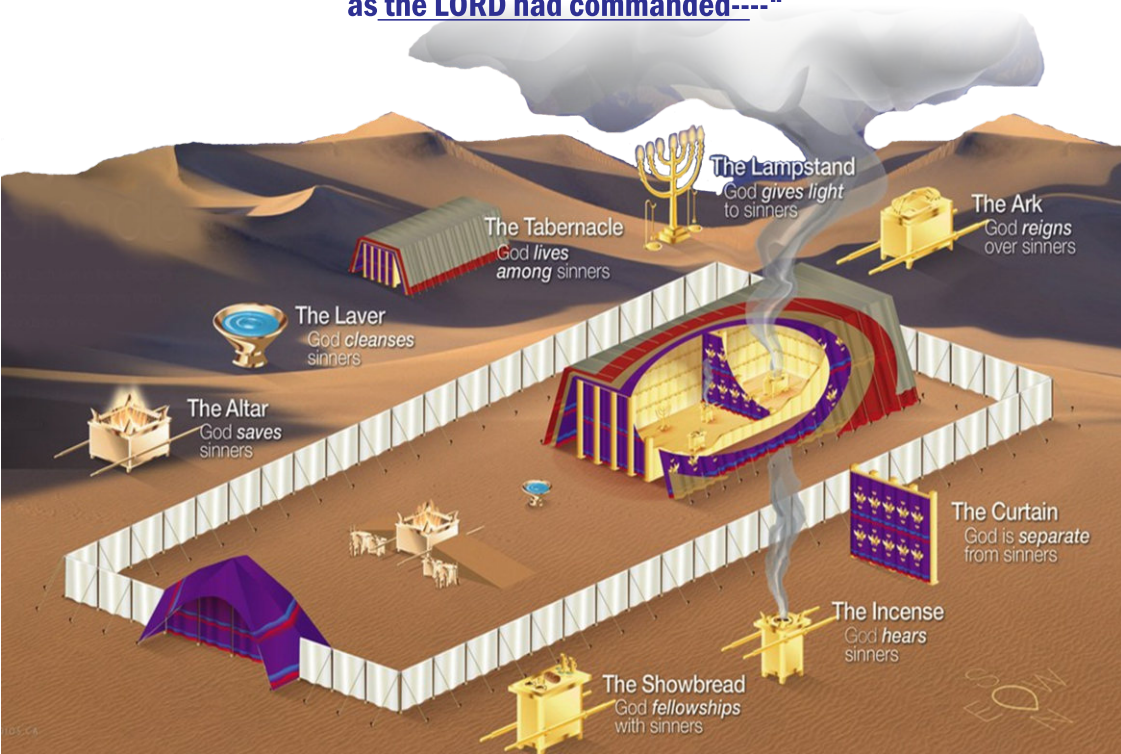 as the LORD had commanded----"
The Lampstand
God gives light
to sinners
The Ark
God reigns
over sinners
The Tabernacle
God lives
among sinners
The Laver
God cleanses
sinners
The Altar
God saves
sinners
The Curtain
God is separate
from sinners
The Incense
God hears
sinners
The Showbread
God fellowships
with sinners